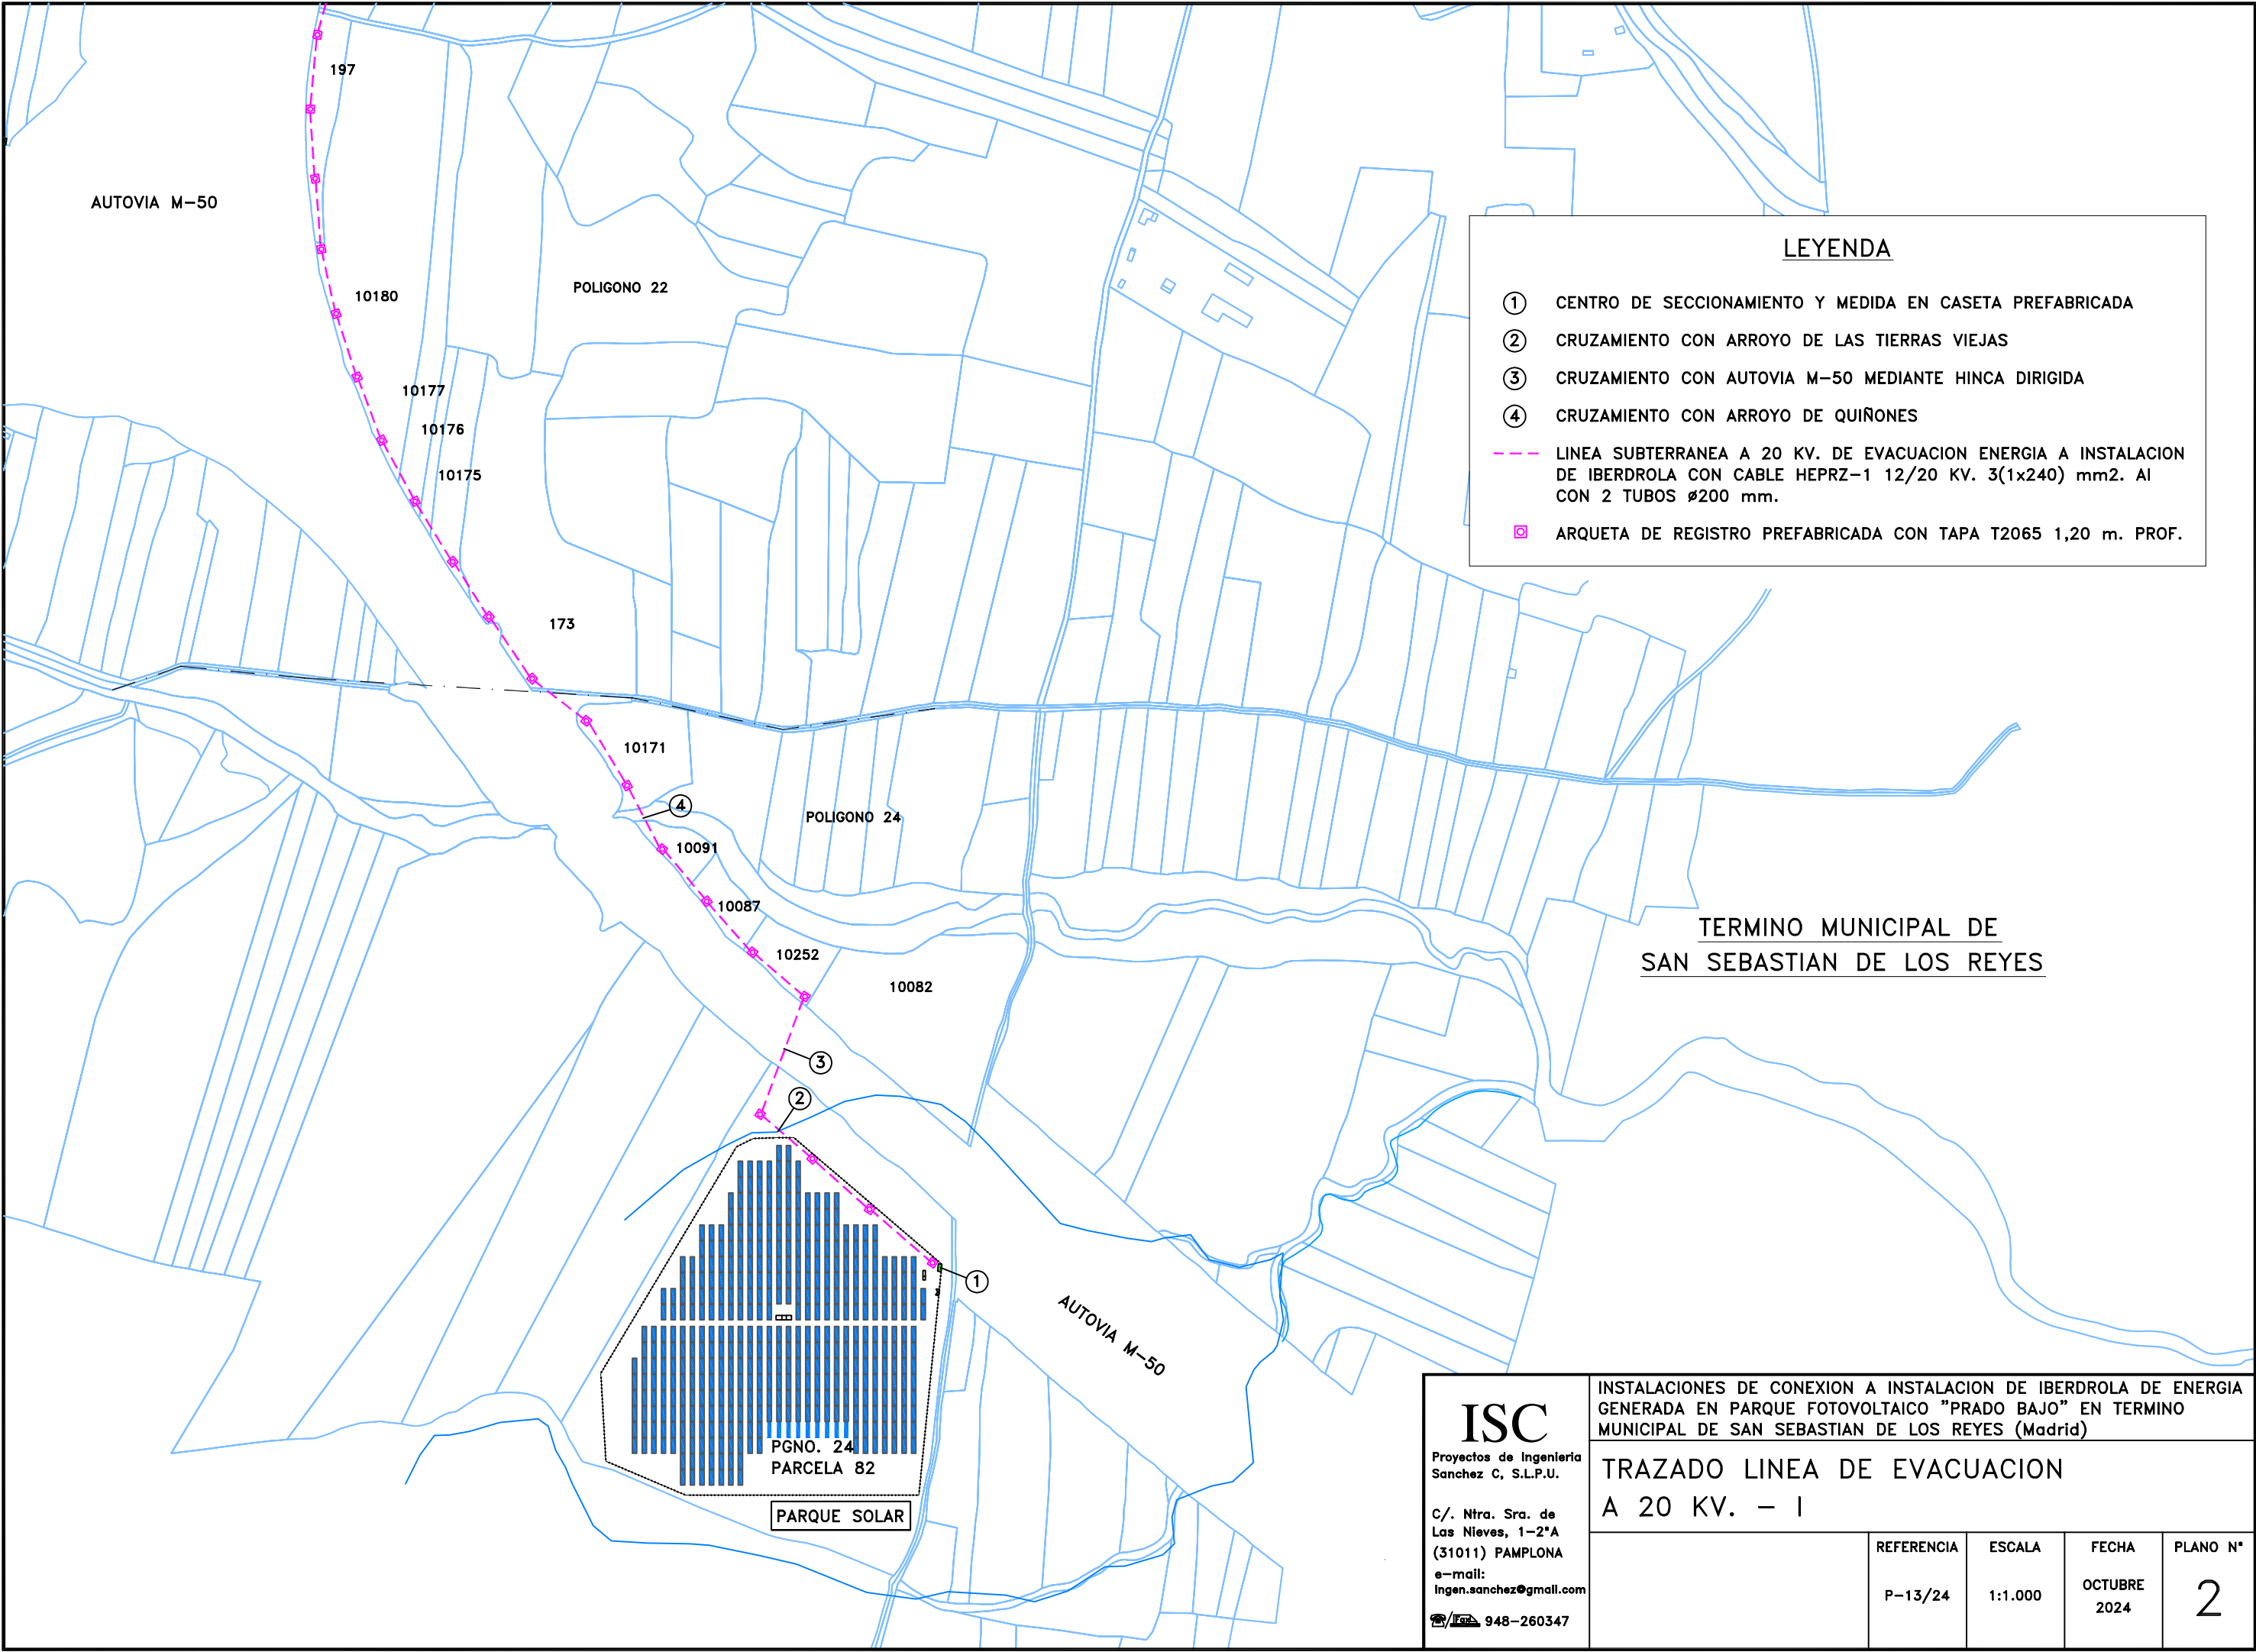 197
AUTOVIA M-50
10180
POLIGONO 22
10177
10176
10175
173
10171
4
POLIGONO 24
10091
10087
10252
10082
3
2
1
AUTOVIA M-50
PGNO. 24
PARCELA 82
PARQUE SOLAR
LEYENDA
1 CENTRO DE SECCIONAMIENTO Y MEDIDA EN CASETA PREFABRICADA
2 CRUZAMIENTO CON ARROYO DE LAS TIERRAS VIEJAS
3 CRUZAMIENTO CON AUTOVIA M-50 MEDIANTE HINCA DIRIGIDA
4 CRUZAMIENTO CON ARROYO DE QUIÑONES
LINEA SUBTERRANEA A 20 KV. DE EVACUACION ENERGIA A INSTALACION
DE IBERDROLA CON CABLE HEPRZ-1 12/20 KV. 3(1x240) mm2. Al
CON 2 TUBOS ø200 mm.
ARQUETA DE REGISTRO PREFABRICADA CON TAPA T2065 1,20 m. PROF.
TERMINO MUNICIPAL DE
SAN SEBASTIAN DE LOS REYES
ISC
Proyectos de Ingenieria
Sanchez C, S.L.P.U.
C/. Ntra. Sra. de
Las Nieves, 1-2ºA
(31011) PAMPLONA
e-mail:
ingen.sanchez@gmail.com
☎/Fax 948-260347
INSTALACIONES DE CONEXION A INSTALACION DE IBERDROLA DE ENERGIA
GENERADA EN PARQUE FOTOVOLTAICO "PRADO BAJO" EN TERMINO
MUNICIPAL DE SAN SEBASTIAN DE LOS REYES (Madrid)
TRAZADO LINEA DE EVACUACION
A 20 KV. - I
REFERENCIA
P-13/24
ESCALA
1:1.000
FECHA
OCTUBRE
2024
PLANO Nº
2